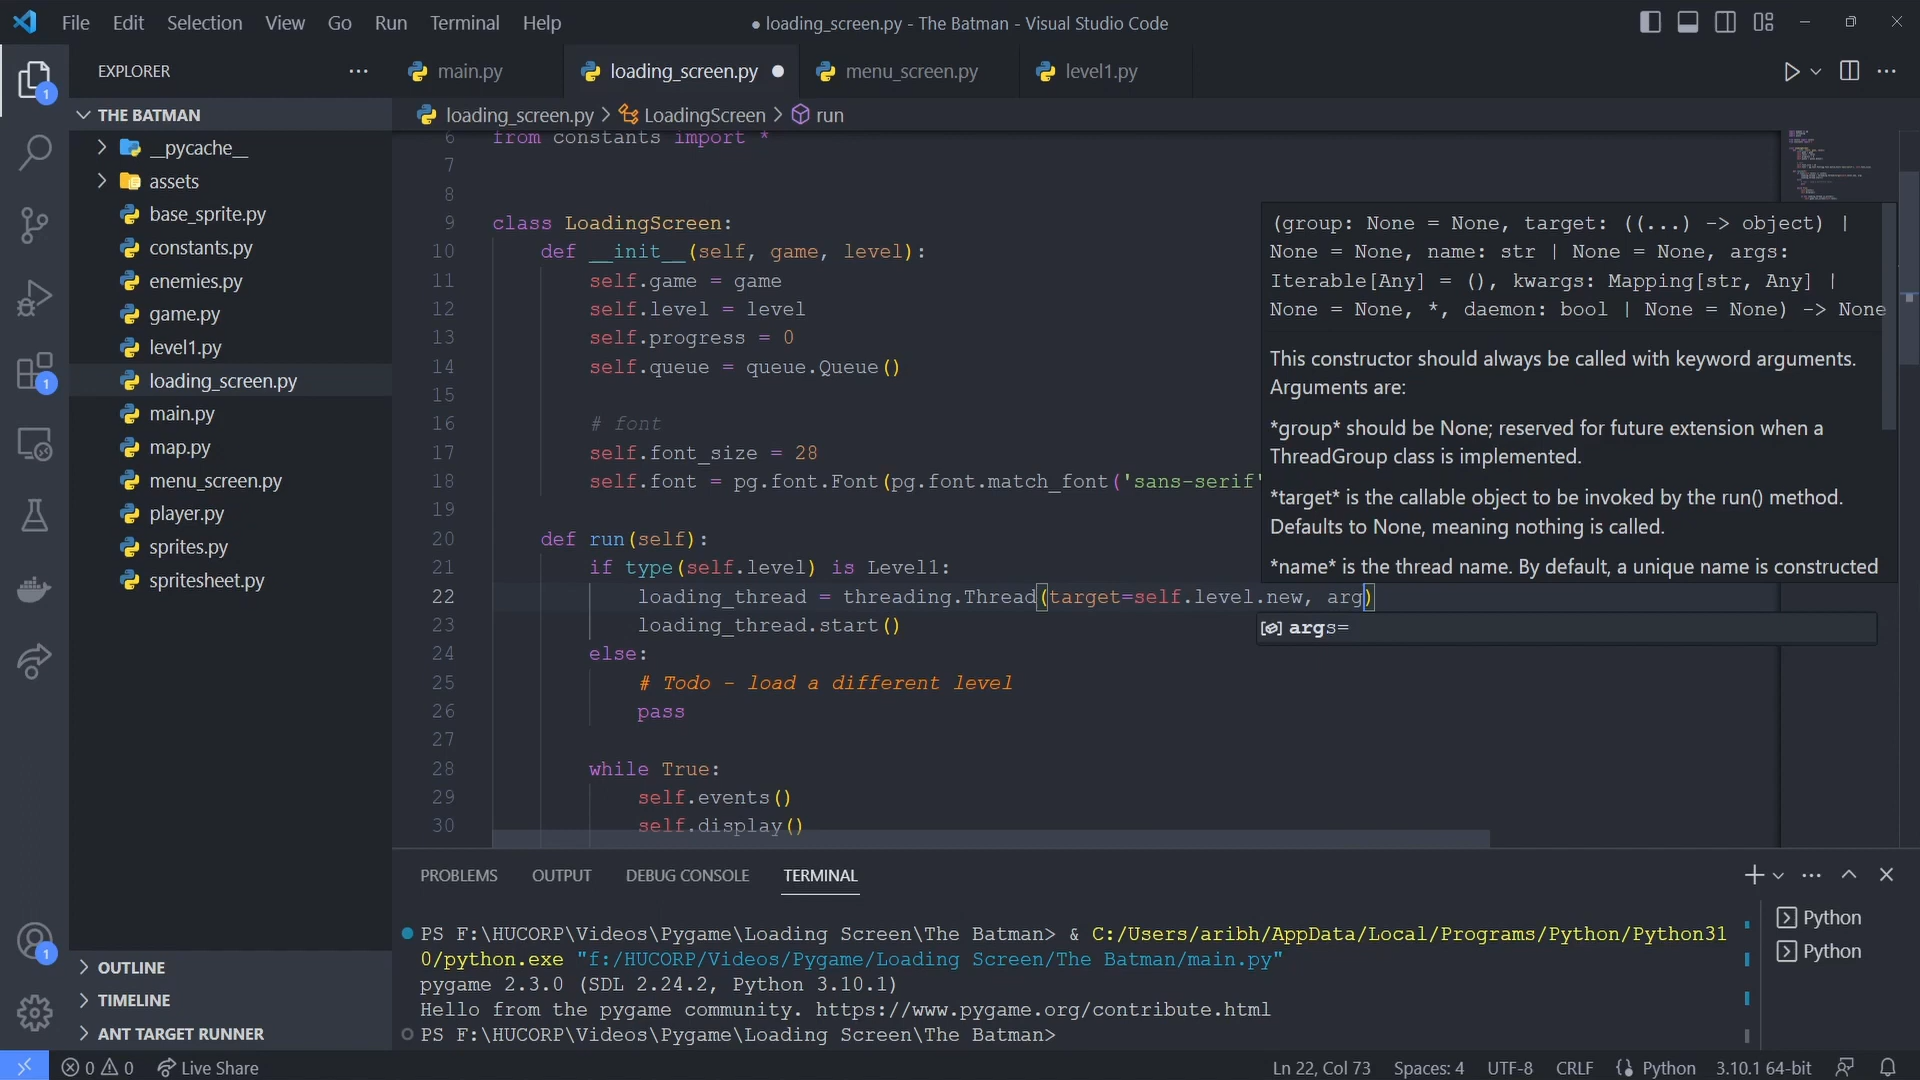 File Edit Selection View Go Run Terminal Help
● loading_screen.py - The Batman - Visual Studio Code
EXPLORER
main.py
loading_screen.py
menu_screen.py
level1.py
1
THE BATMAN
loading_screen.py > LoadingScreen > run
__pycache__
assets
base_sprite.py
constants.py
enemies.py
game.py
level1.py
loading_screen.py
main.py
map.py
menu_screen.py
player.py
sprites.py
spritesheet.py
1
1
OUTLINE
TIMELINE
ANT TARGET RUNNER
6 from constants import *
7
8
9 class LoadingScreen:
10 def __init__(self, game, level):
11 self.game = game
12 self.level = level
13 self.progress = 0
14 self.queue = queue.Queue()
15
16 # font
17 self.font_size = 28
18 self.font = pg.font.Font(pg.font.match_font('sans-serif'
19
20 def run(self):
21 if type(self.level) is Level1:
22 loading_thread = threading.Thread(target=self.level.new, arg)
23 loading_thread.start()
24 else:
25 # Todo - load a different level
26 pass
27
28 while True:
29 self.events()
30 self.display()
(group: None = None, target: ((...) -> object) |
None = None, name: str | None = None, args:
Iterable[Any] = (), kwargs: Mapping[str, Any] |
None = None, *, daemon: bool | None = None) -> None
This constructor should always be called with keyword arguments.
Arguments are:
*group* should be None; reserved for future extension when a
ThreadGroup class is implemented.
*target* is the callable object to be invoked by the run() method.
Defaults to None, meaning nothing is called.
*name* is the thread name. By default, a unique name is constructed
args=
PROBLEMS OUTPUT DEBUG CONSOLE TERMINAL
PS F:\HUCORP\Videos\Pygame\Loading Screen\The Batman> & C:/Users/aribh/AppData/Local/Programs/Python/Python31
0/python.exe "f:/HUCORP/Videos/Pygame/Loading Screen/The Batman/main.py"
pygame 2.3.0 (SDL 2.24.2, Python 3.10.1)
Hello from the pygame community. https://www.pygame.org/contribute.html
PS F:\HUCORP\Videos\Pygame\Loading Screen\The Batman>
Python
Python
0 0 Live Share
Ln 22, Col 73 Spaces: 4 UTF-8 CRLF Python 3.10.1 64-bit